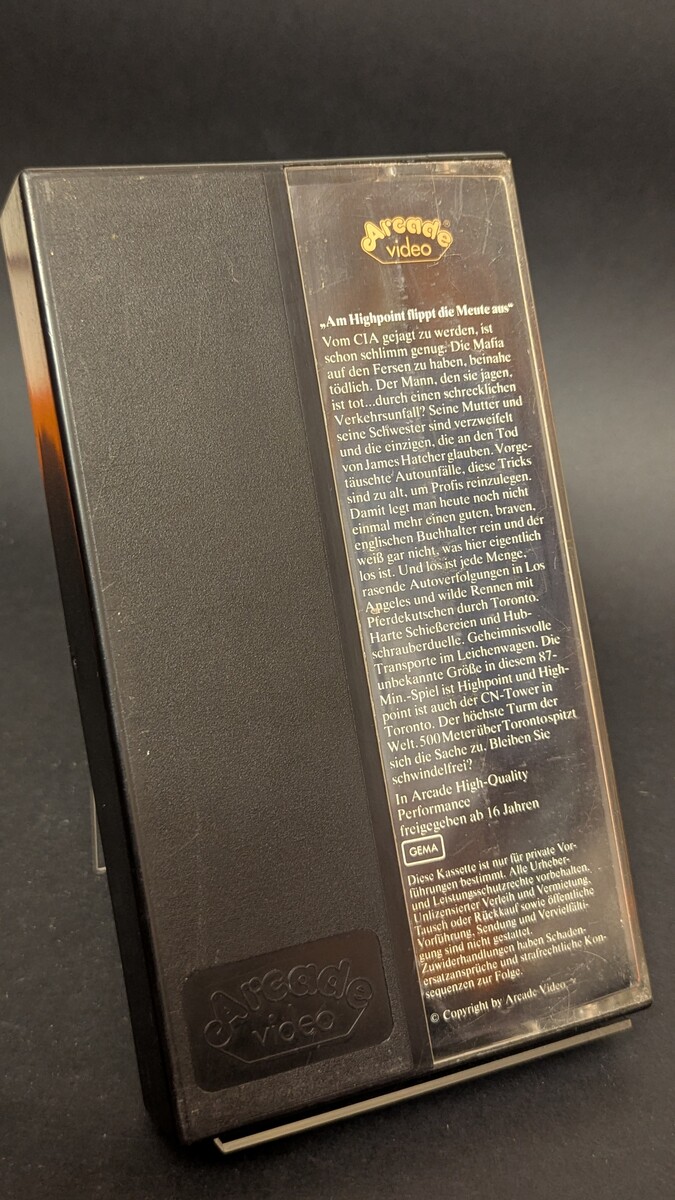 Arcade®
video
„Am Highpoint flippt die Meute aus“
Vom CIA gejagt zu werden, ist
schon schlimm genug. Die Mafia
auf den Fersen zu haben, beinahe
tödlich. Der Mann, den sie jagen,
ist tot...durch einen schrecklichen
Verkehrsunfall? Seine Mutter und
seine Schwester sind verzweifelt
und die einzigen, die an den Tod
von James Hatcher glauben. Vorge-
täuschte Autounfälle, diese Tricks
sind zu alt, um Profis reinzulegen.
Damit legt man heute noch nicht
einmal mehr einen guten, braven,
englischen Buchhalter rein und der
weiß gar nicht, was hier eigentlich
los ist. Und los ist jede Menge,
rasende Autoverfolgungen in Los
Angeles und wilde Rennen mit
Pferdekutschen durch Toronto.
Harte Schießereien und Hub-
schrauberduelle. Geheimnisvolle
Transporte im Leichenwagen. Die
unbekannte Größe in diesem 87-
Min.-Spiel ist Highpoint und High-
point ist auch der CN-Tower in
Toronto. Der höchste Turm der
Welt. 500 Meter über Toronto spitzt
sich die Sache zu. Bleiben Sie
schwindelfrei?
In Arcade High-Quality
Performance
freigegeben ab 16 Jahren
GEMA
Diese Kassette ist nur für private Vor-
führungen bestimmt. Alle Urheber-
und Leistungsschutzrechte vorbehalten.
Unlizensierter Verleih und Vermietung,
Tausch oder Rückkauf sowie öffentliche
Vorführung, Sendung und Vervielfälti-
gung sind nicht gestattet.
Zuwiderhandlungen haben Schaden-
ersatzansprüche und strafrechtliche Kon-
sequenzen zur Folge.
© Copyright by Arcade Video.
Arcade
video